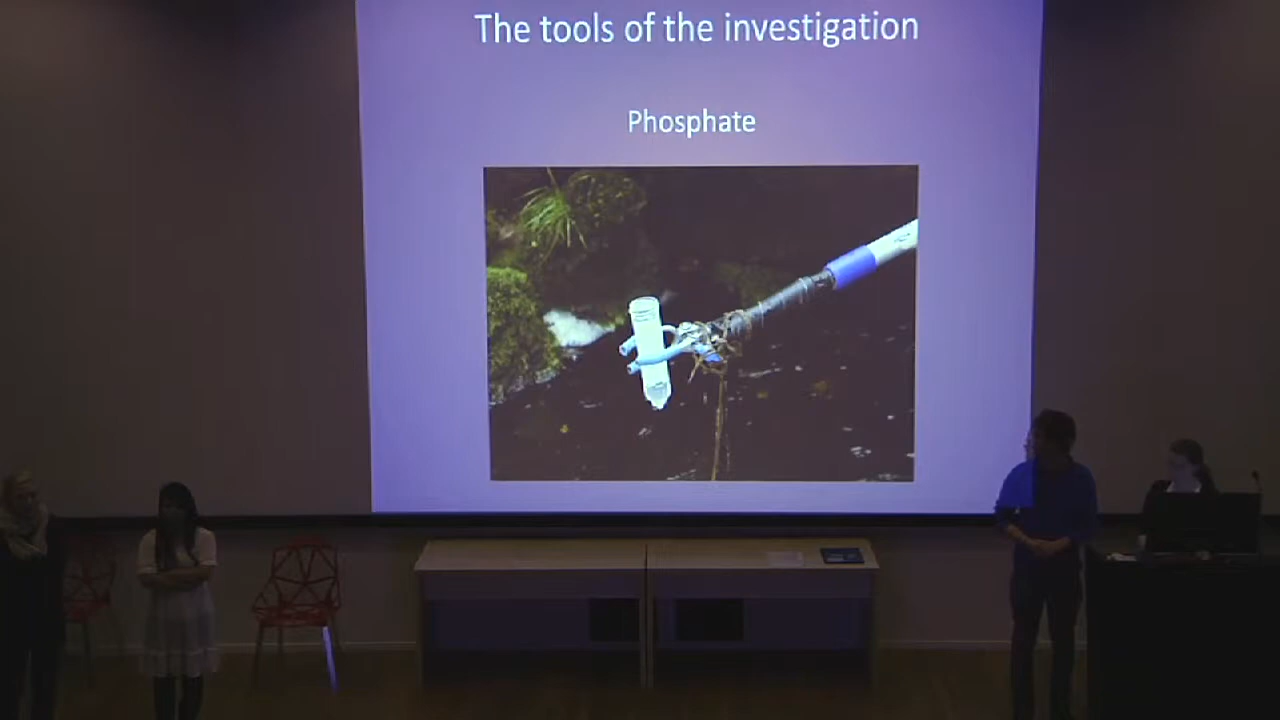 The tools of the investigation
Phosphate